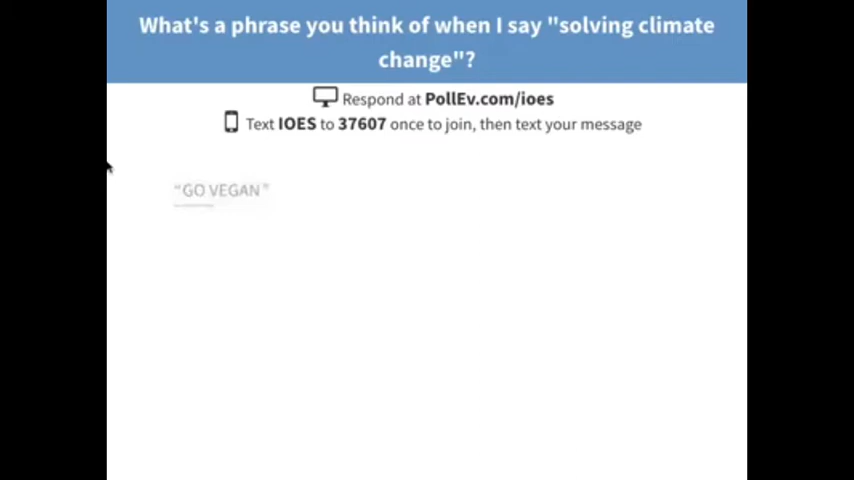 What's a phrase you think of when I say "solving climate
change"?
Respond at PollEv.com/ioes
Text IOES to 37607 once to join, then text your message
“GO VEGAN”